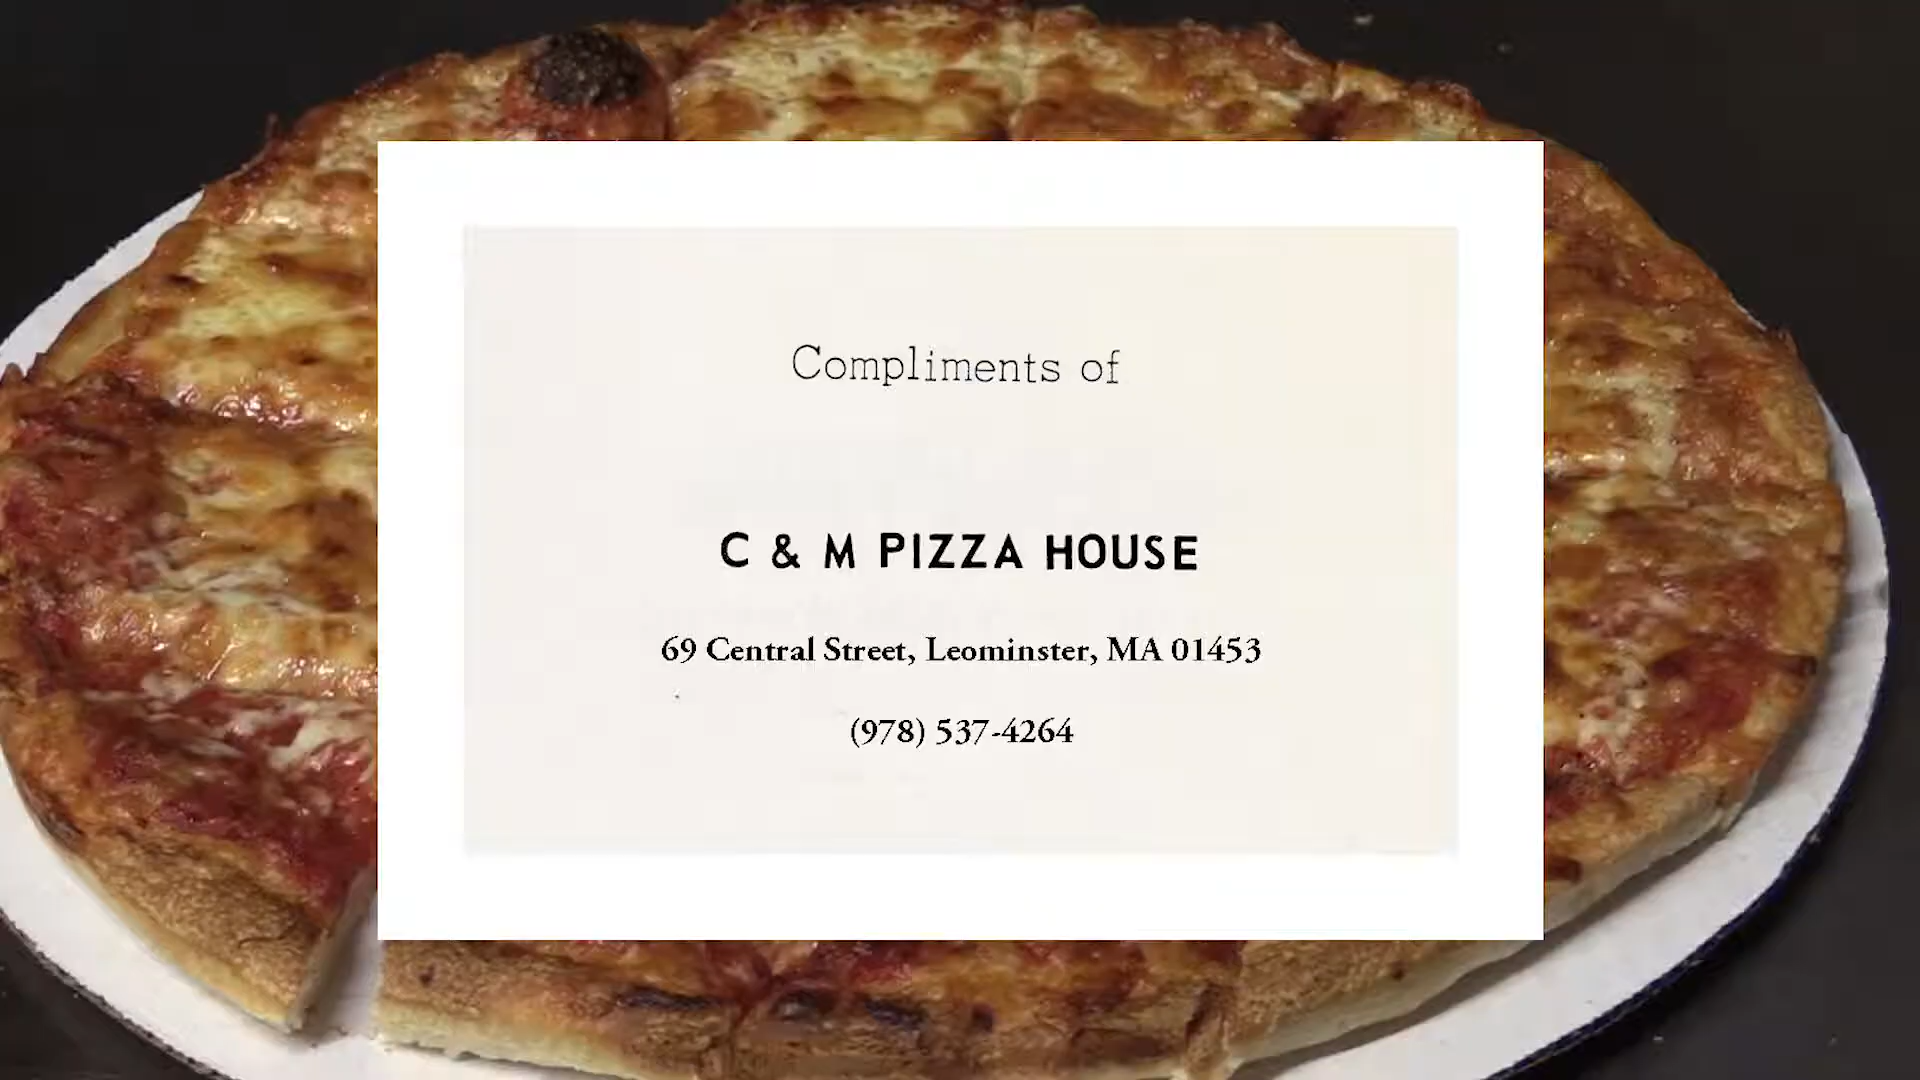 Compliments of
C & M PIZZA HOUSE
69 Central Street, Leominster, MA 01453
(978) 537-4264